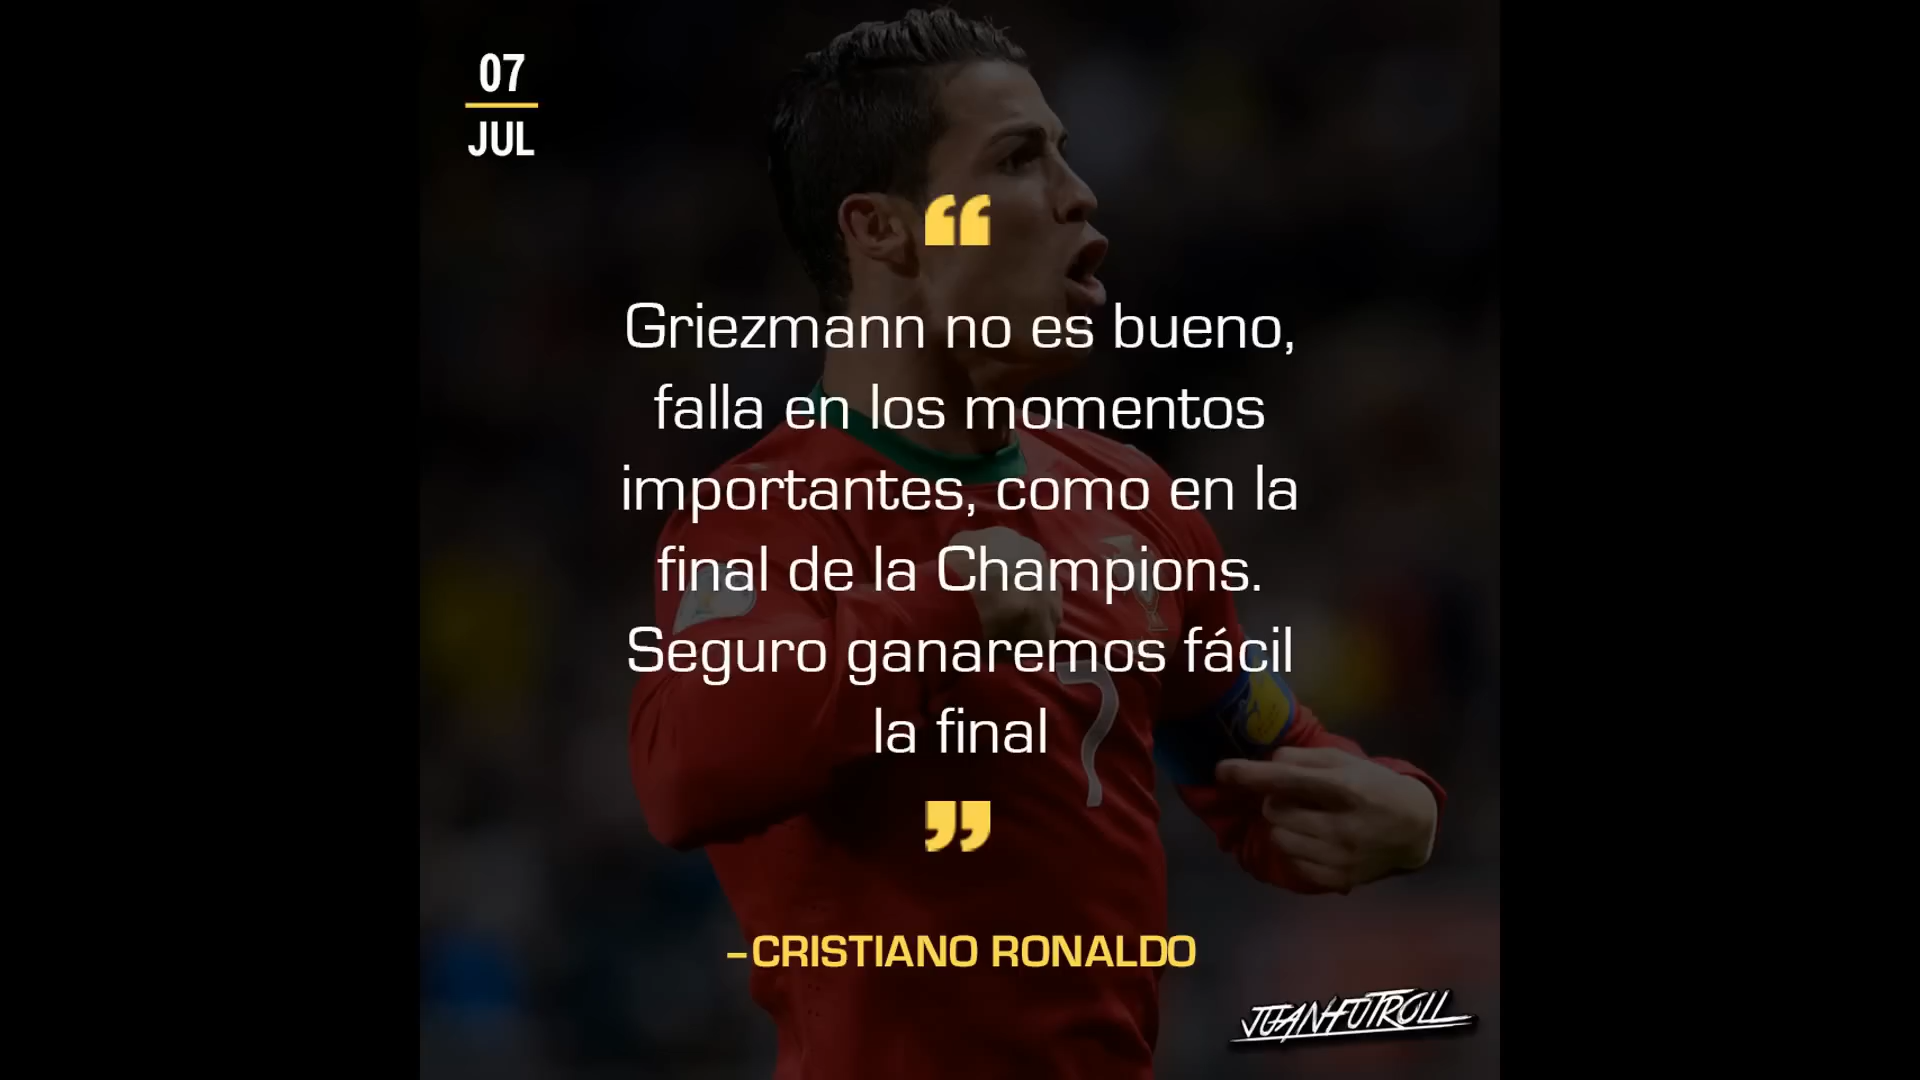 07
JUL
“
Griezmann no es bueno,
falla en los momentos
importantes, como en la
final de la Champions.
Seguro ganaremos fácil
la final
”
–CRISTIANO RONALDO
JUANFUTROLL
7